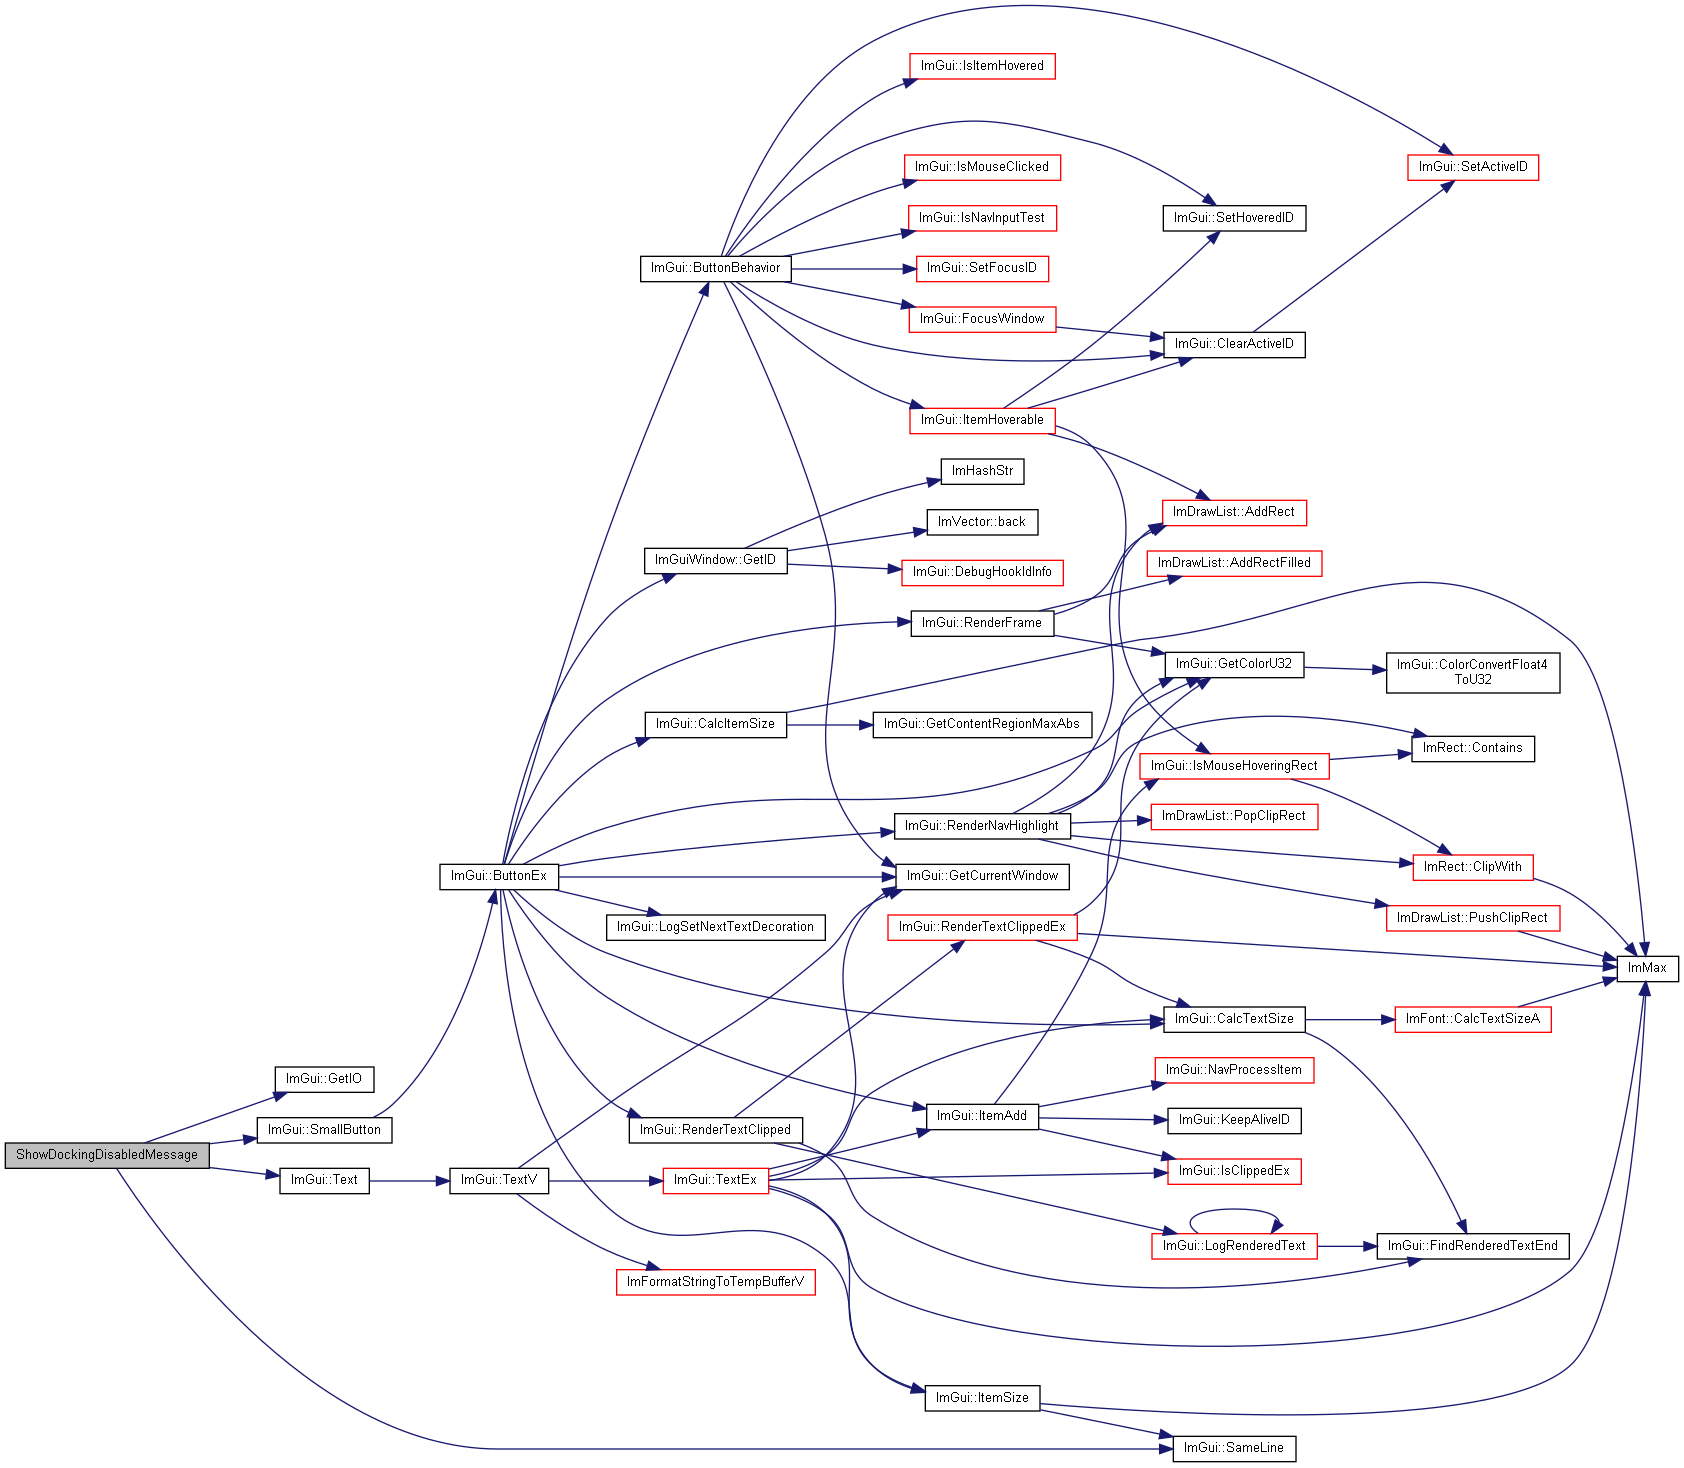 ImGui::IsItemHovered
ImGui::IsMouseClicked
ImGui::SetActiveID
ImGui::IsNavInputTest
ImGui::SetHoveredID
ImGui::ButtonBehavior
ImGui::SetFocusID
ImGui::FocusWindow
ImGui::ClearActiveID
ImGui::ItemHoverable
ImHashStr
ImDrawList::AddRect
ImVector::back
ImGuiWindow::GetID
ImDrawList::AddRectFilled
ImGui::DebugHookIdInfo
ImGui::RenderFrame
ImGui::GetColorU32
ImGui::ColorConvertFloat4
ToU32
ImGui::CalcItemSize
ImGui::GetContentRegionMaxAbs
ImRect::Contains
ImGui::IsMouseHoveringRect
ImDrawList::PopClipRect
ImGui::RenderNavHighlight
ImRect::ClipWith
ImGui::ButtonEx
ImGui::GetCurrentWindow
ImDrawList::PushClipRect
ImGui::LogSetNextTextDecoration
ImGui::RenderTextClippedEx
ImMax
ImGui::CalcTextSize
ImFont::CalcTextSizeA
ImGui::NavProcessItem
ImGui::GetIO
ImGui::ItemAdd
ImGui::KeepAliveID
ImGui::SmallButton
ImGui::RenderTextClipped
ShowDockingDisabledMessage
ImGui::IsClippedEx
ImGui::Text
ImGui::TextV
ImGui::TextEx
ImGui::LogRenderedText
ImGui::FindRenderedTextEnd
ImFormatStringToTempBufferV
ImGui::ItemSize
ImGui::SameLine